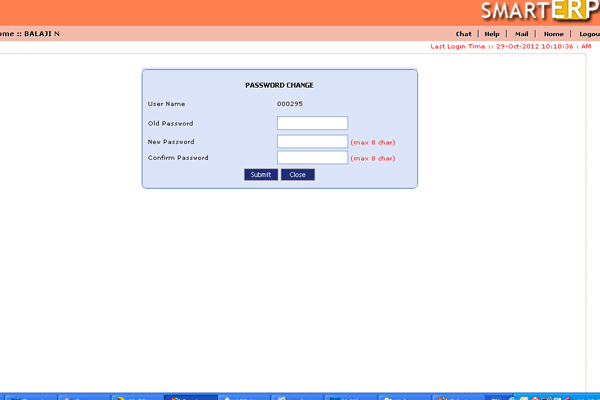 SMARTERP
ome :: BALAJI N
Chat | Help | Mail | Home | Logou
Last Login Time :: 29-Oct-2012 10:18:36 : AM
PASSWORD CHANGE
User Name 000295
Old Password
New Password (max 8 char)
Confirm Password (max 8 char)
Submit Close